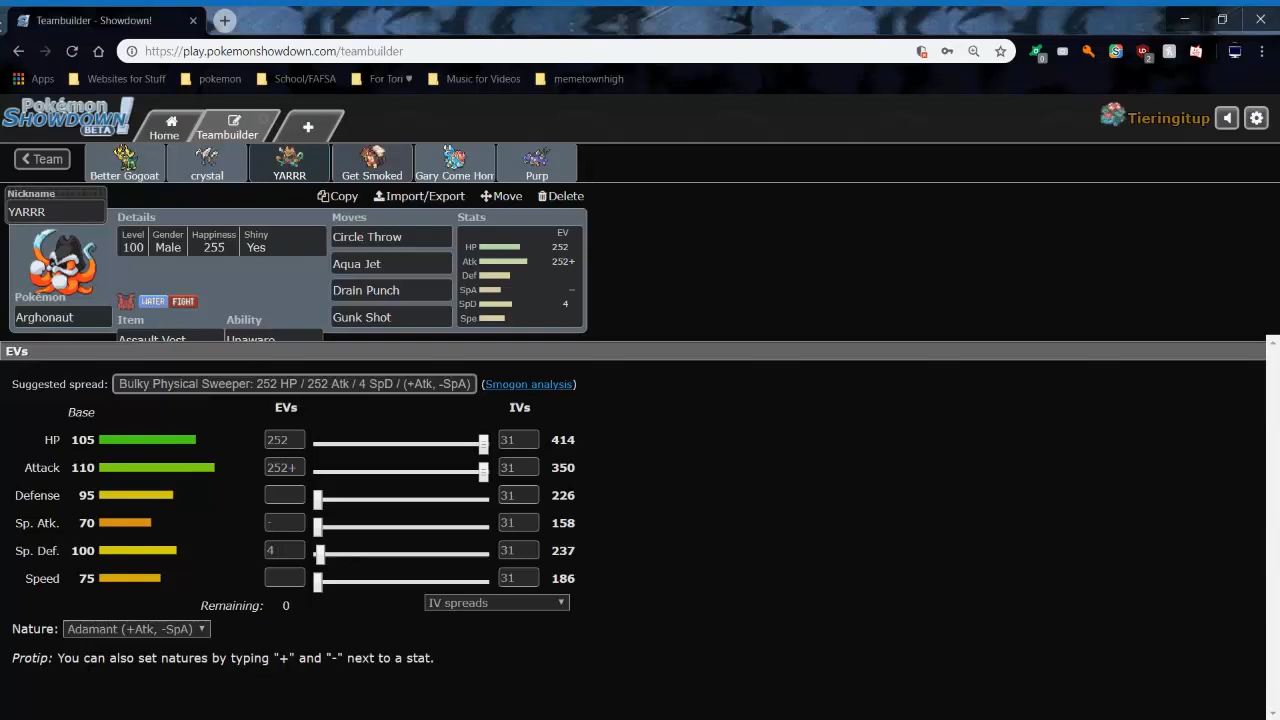 Teambuilder - Showdown!
https://play.pokemonshowdown.com/teambuilder
0
2
Apps
Websites for Stuff
pokemon
School/FAFSA
For Tori ♥
Music for Videos
memetownhigh
Pokémon
SHOWDOWN!
BETA
Home
Teambuilder
Tieringitup
Team
Better Gogoat
crystal
YARRR
Get Smoked
Gary Come Hom
Purp
Nickname
YARRR
Copy
Import/Export
Move
Delete
Details
Moves
Stats
Level
100
Gender
Male
Happiness
255
Shiny
Yes
Circle Throw
Aqua Jet
Drain Punch
Gunk Shot
EV
HP 252
Atk 252+
Def
SpA –
SpD 4
Spe
WATER FIGHT
Pokémon
Arghonaut
Item
Assault Vest
Ability
Unaware
EVs
Suggested spread: Bulky Physical Sweeper: 252 HP / 252 Atk / 4 SpD / (+Atk, -SpA) (Smogon analysis)
Base EVs IVs
HP 105 252 31 414
Attack 110 252+ 31 350
Defense 95 31 226
Sp. Atk. 70 - 31 158
Sp. Def. 100 4 31 237
Speed 75 31 186
Remaining: 0 IV spreads
Nature: Adamant (+Atk, -SpA)
Protip: You can also set natures by typing "+" and "-" next to a stat.